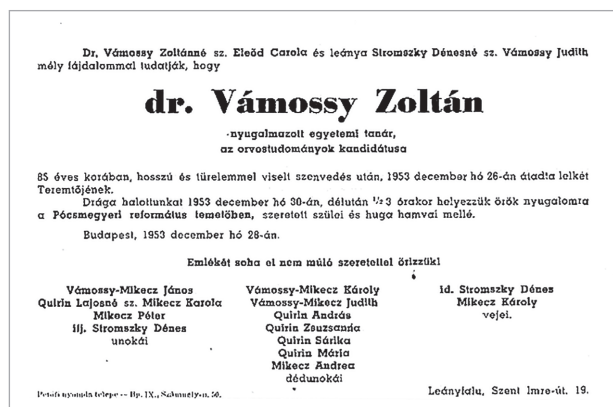 Dr. Vámossy Zoltánné sz. Eleőd Carola és leánya Stromszky Dénesné sz. Vámossy Judith
mély fájdalommal tudatják, hogy
dr. Vámossy Zoltán
nyugalmazott egyetemi tanár,
az orvostudományok kandidátusa
85 éves korában, hosszú és türelemmel viselt szenvedés után, 1953 december hó 26-án átadta lelkét
Teremtőjének.
Drága halottunkat 1953 december hó 30-án, délután 1/2 3 órakor helyezzük örök nyugalomra
a Pócsmegyeri református temetőben, szeretett szülei és huga hamvai mellé.
Budapest, 1953 december hó 28-án.
Emlékét soha el nem múló szeretettel őrizzük!
Vámossy-Mikecz János Vámossy-Mikecz Károly id. Stromszky Dénes
Quirin Lajosné sz. Mikecz Karola Vámossy-Mikecz Judith Mikecz Károly
Mikecz Péter Quirin András vejei.
ifj. Stromszky Dénes Quirin Zsuzsanna
unokái Quirin Sárika
Quirin Mária
Mikecz Andrea
dédunokái
Petőfi nyomda telepe — Bp. IX., 50. Leányfalu, Szent Imre-út. 19.